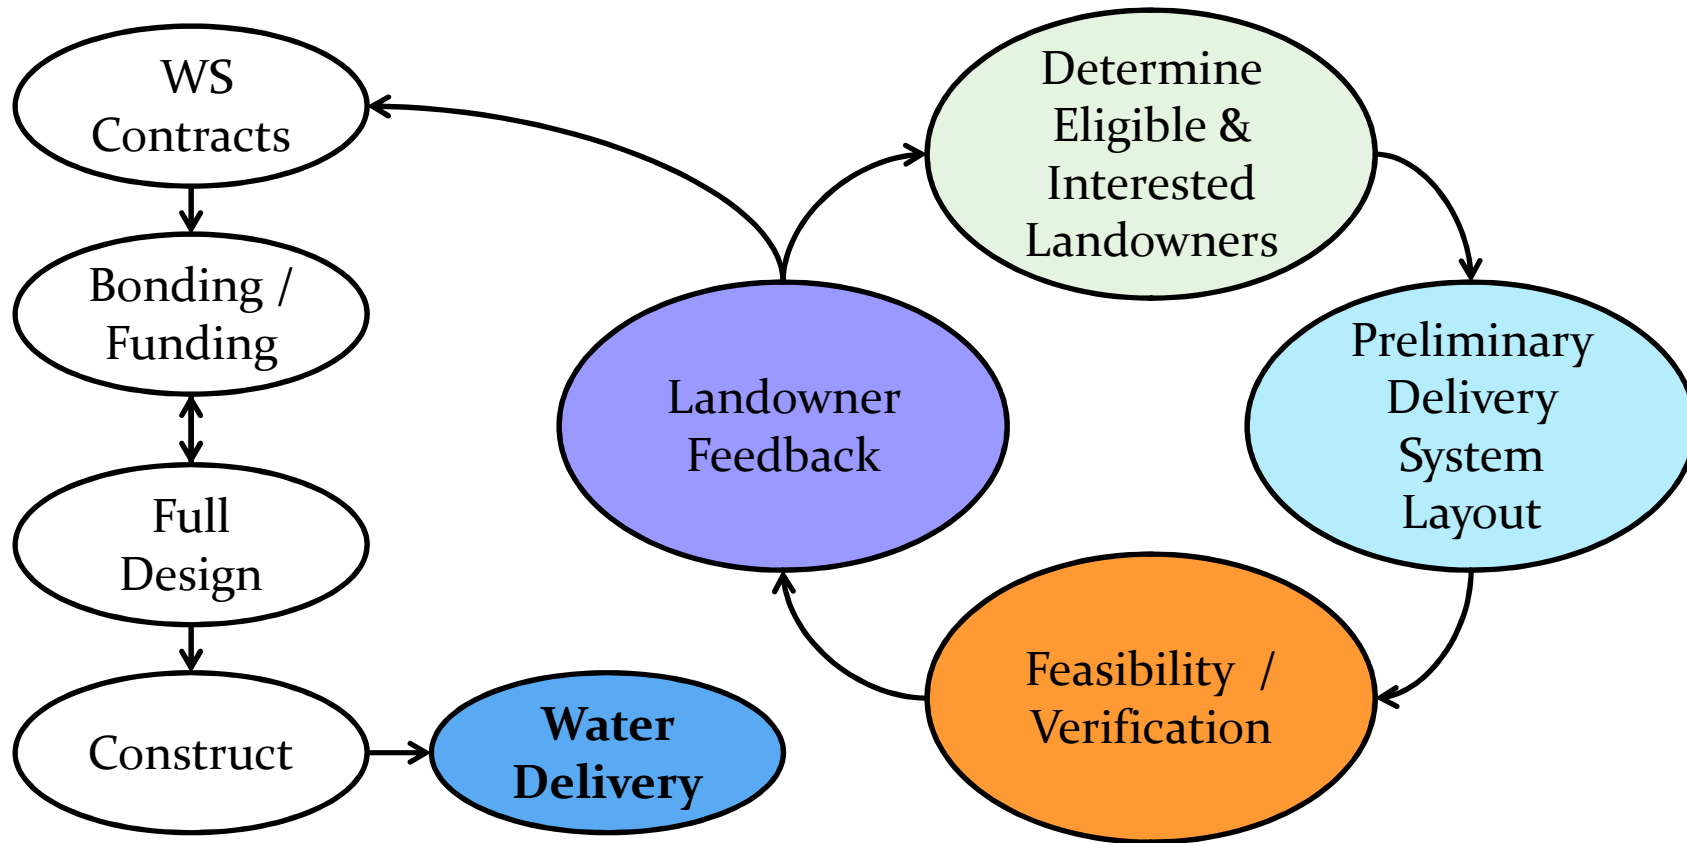 WS
Contracts
Bonding /
Funding
Full
Design
Construct
Water
Delivery
Landowner
Feedback
Determine
Eligible &
Interested
Landowners
Preliminary
Delivery
System
Layout
Feasibility /
Verification